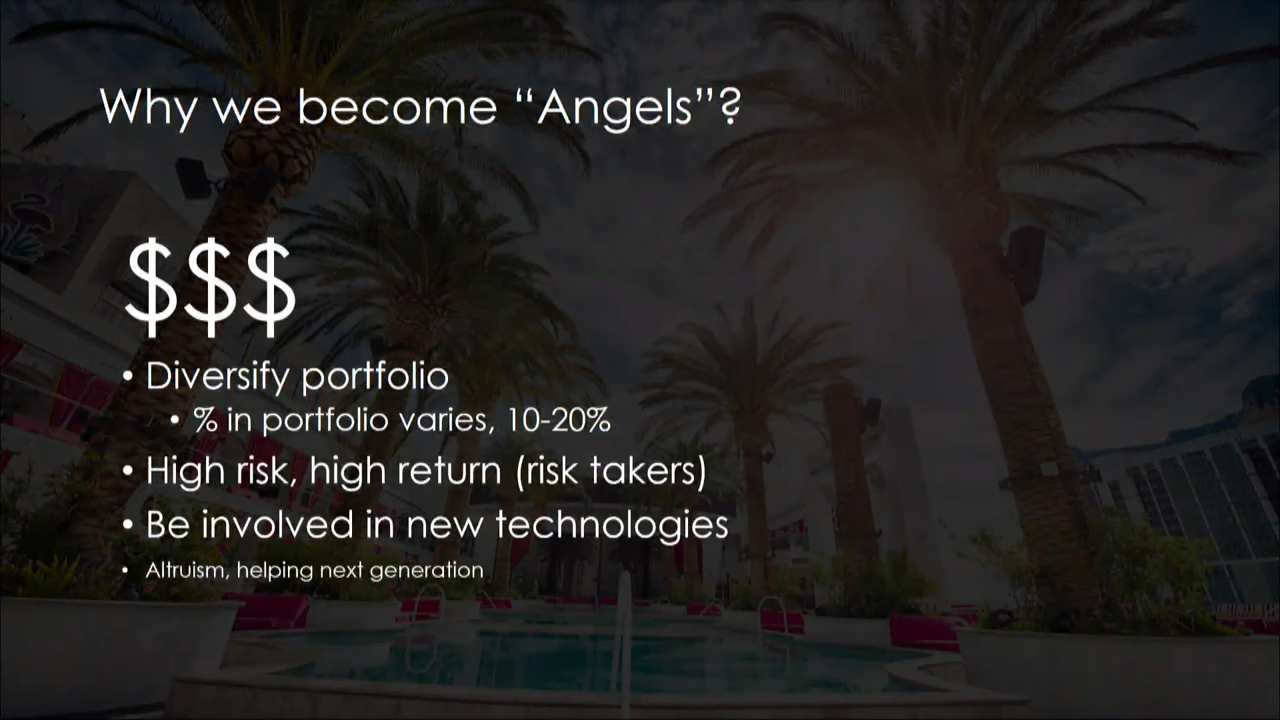 Why we become “Angels”?
$$$
• Diversify portfolio
• % in portfolio varies, 10-20%
• High risk, high return (risk takers)
• Be involved in new technologies
• Altruism, helping next generation